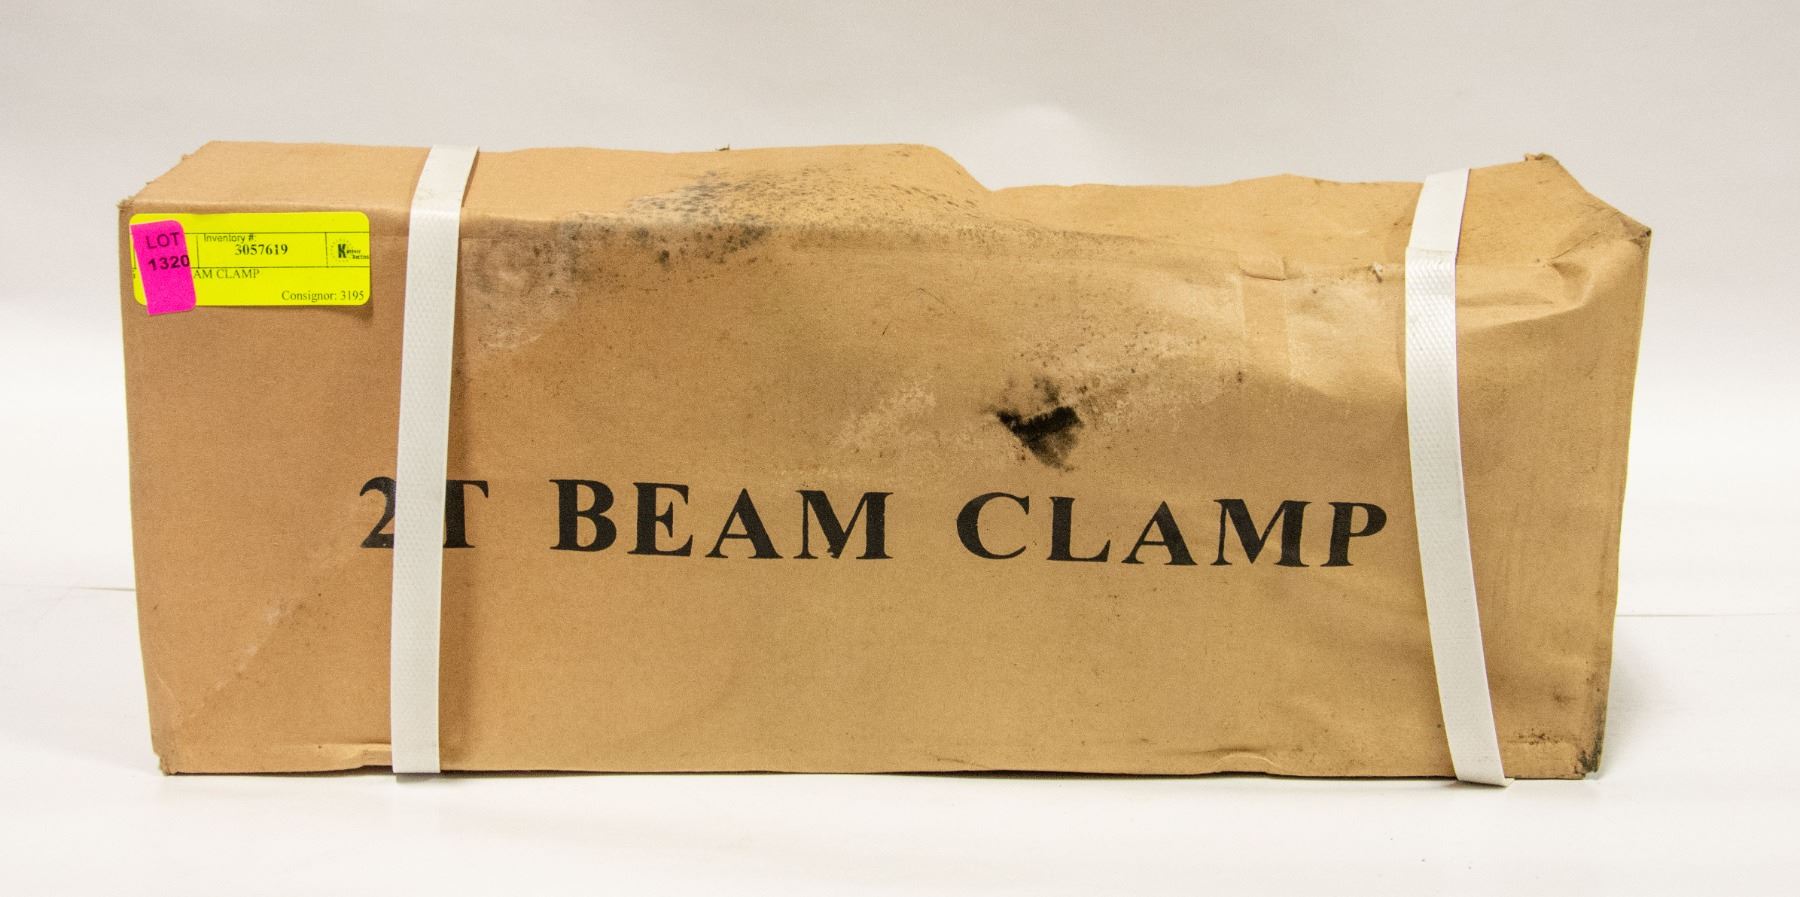 LOT
1320
Inventory #:
3057619
AM CLAMP
Consignor: 3195
2T BEAM CLAMP